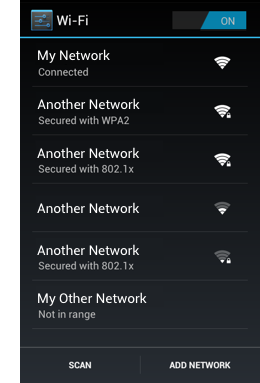 Wi-Fi
ON
My Network
Connected
Another Network
Secured with WPA2
Another Network
Secured with 802.1x
Another Network
Another Network
Secured with 802.1x
My Other Network
Not in range
SCAN
ADD NETWORK